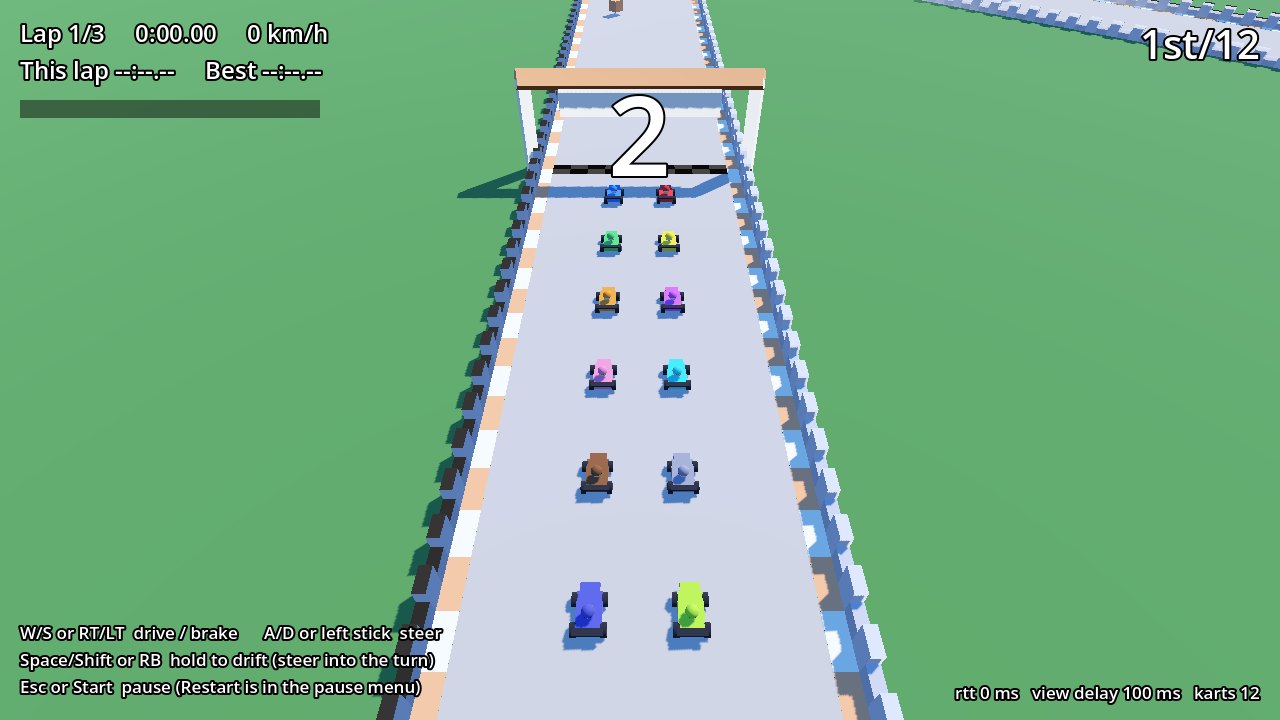 Lap 1/3 0:00.00 0 km/h
This lap --:--.-- Best --:--.--
1st/12
2
W/S or RT/LT drive / brake A/D or left stick steer
Space/Shift or RB hold to drift (steer into the turn)
Esc or Start pause (Restart is in the pause menu)
rtt 0 ms view delay 100 ms karts 12